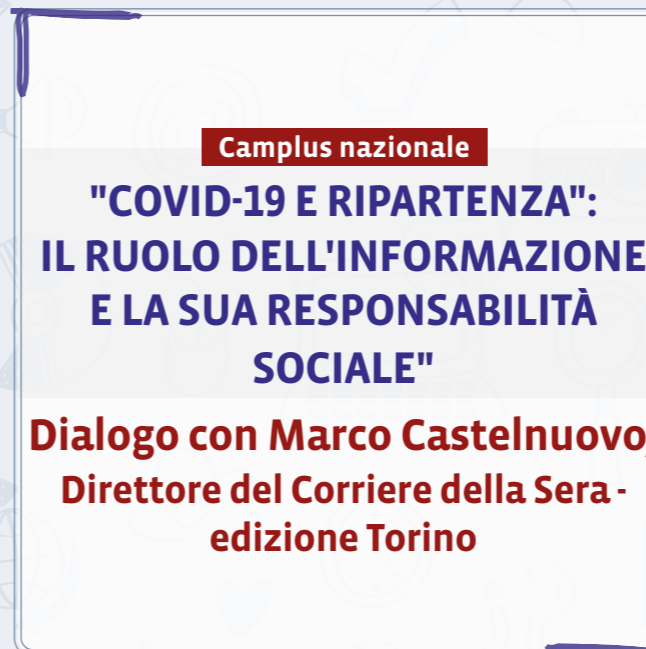 Camplus nazionale
"COVID-19 E RIPARTENZA":
IL RUOLO DELL'INFORMAZIONE
E LA SUA RESPONSABILITÀ
SOCIALE"
Dialogo con Marco Castelnuovo,
Direttore del Corriere della Sera -
edizione Torino